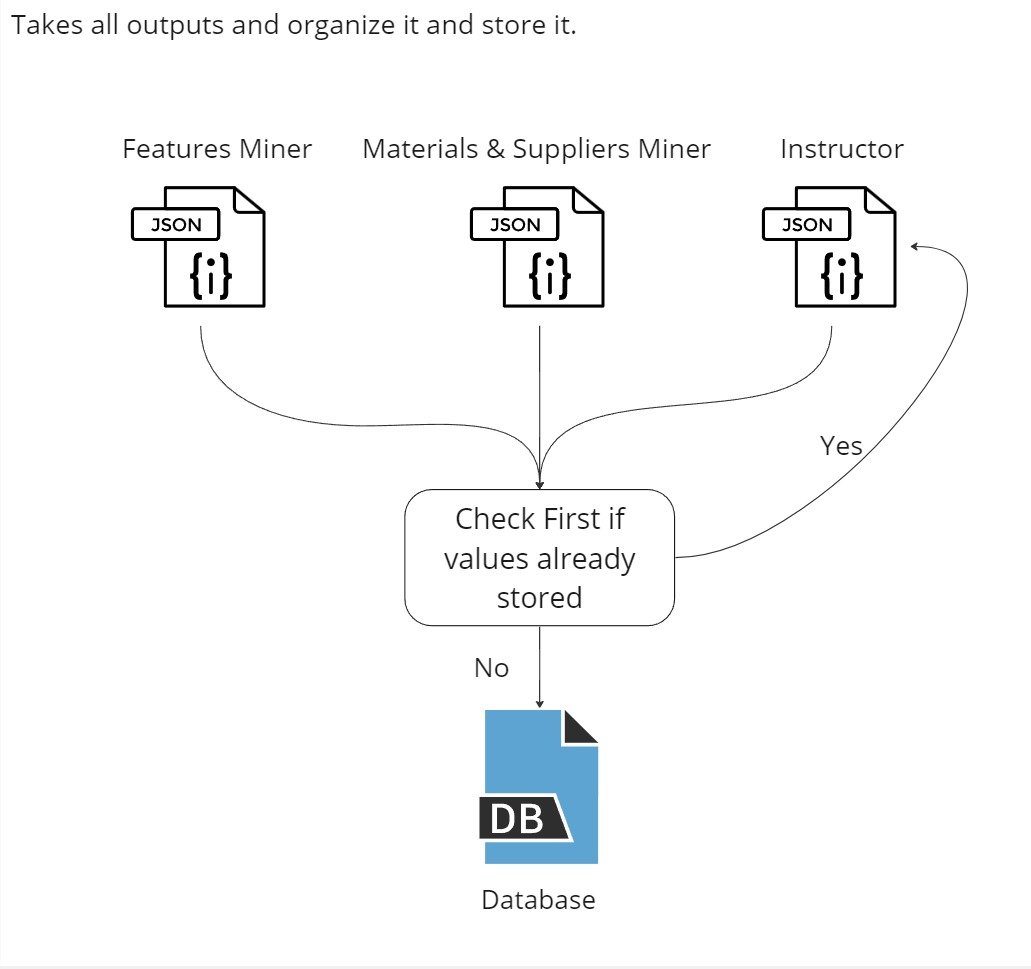 Takes all outputs and organize it and store it.
Features Miner
Materials & Suppliers Miner
Instructor
JSON
JSON
JSON
{i}
{i}
{i}
Yes
Check First if
values already
stored
No
DB
Database